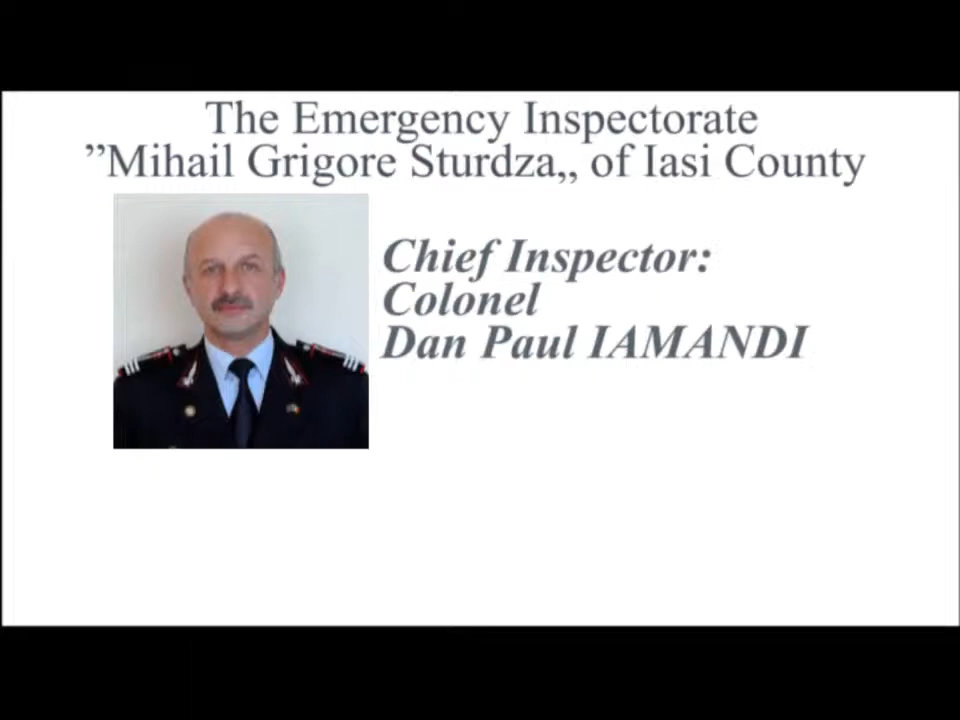 The Emergency Inspectorate
”Mihail Grigore Sturdza„ of Iasi County
Chief Inspector:
Colonel
Dan Paul IAMANDI